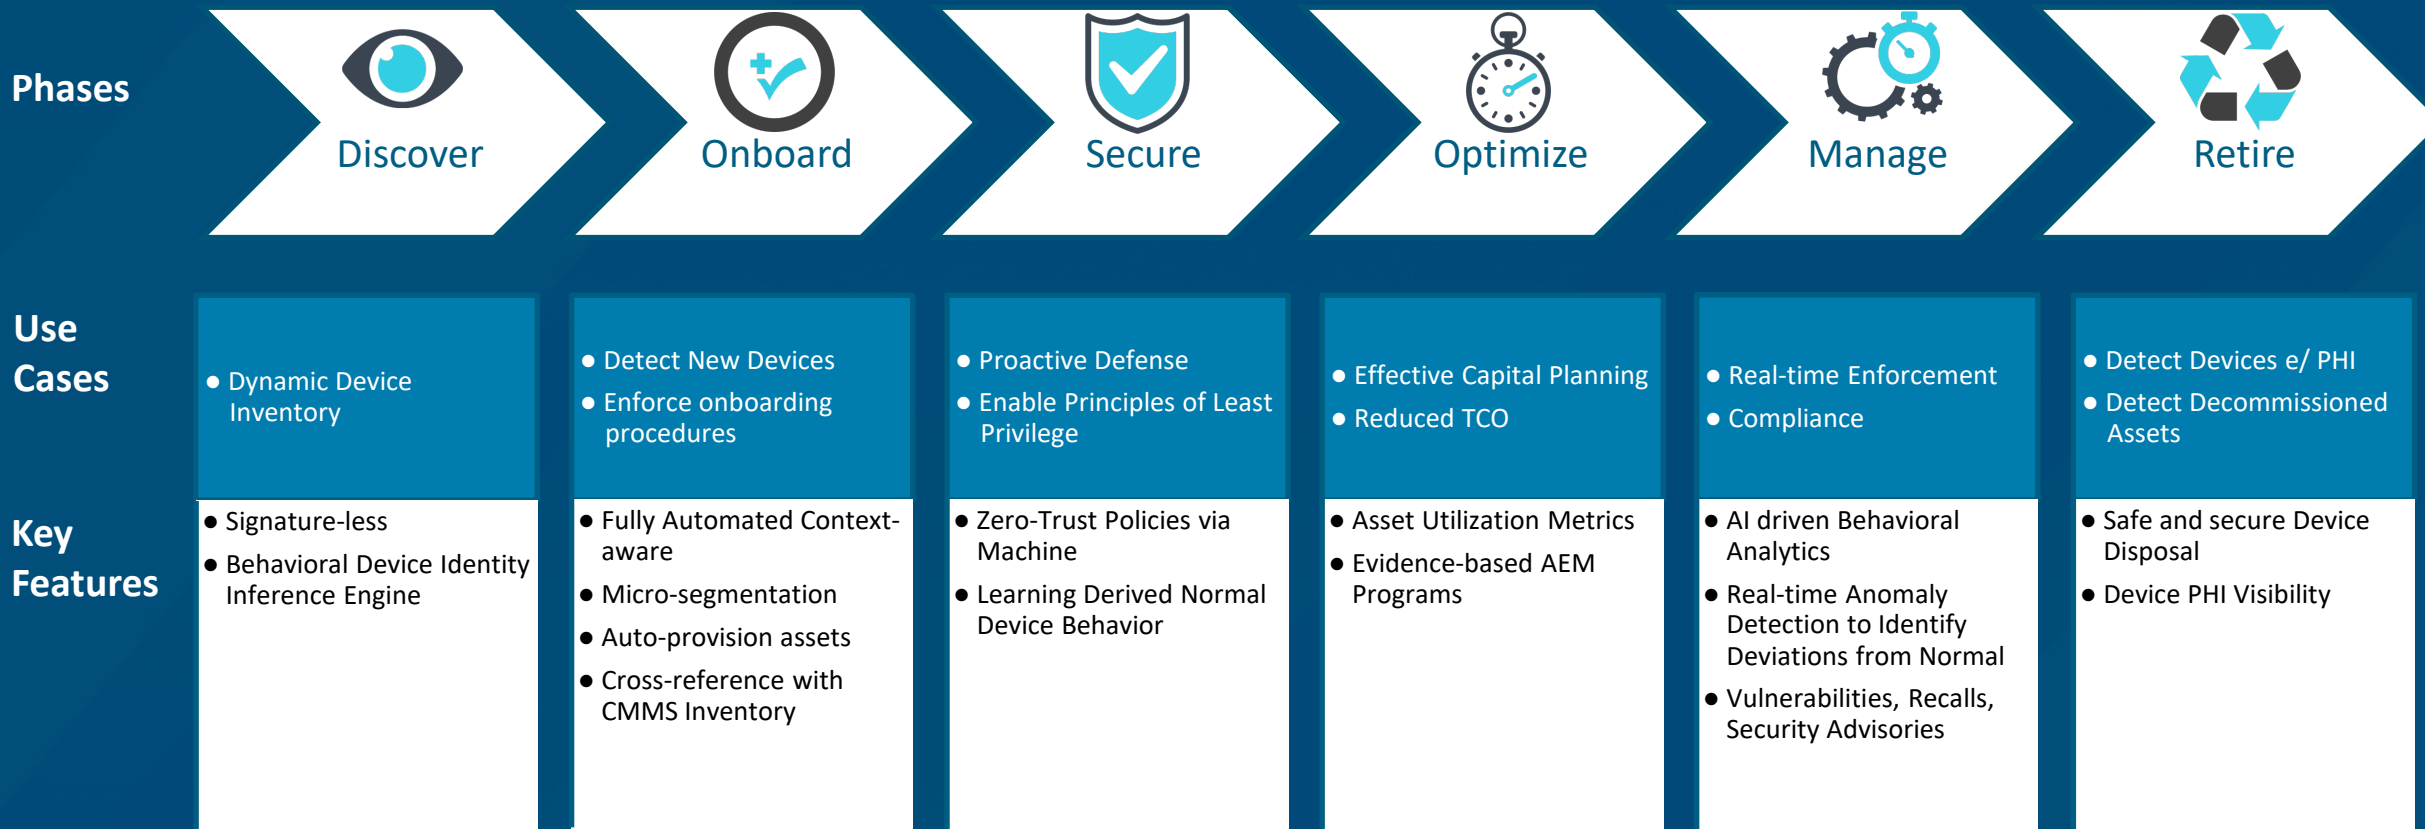 Phases
Discover
Onboard
Secure
Optimize
Manage
Retire
Use
Cases
● Dynamic Device
Inventory
● Detect New Devices
● Enforce onboarding
procedures
● Proactive Defense
● Enable Principles of Least
Privilege
● Effective Capital Planning
● Reduced TCO
● Real-time Enforcement
● Compliance
● Detect Devices e/ PHI
● Detect Decommissoned
Assets
Key
Features
● Signature-less
● Behavioral Device Identity
Inference Engine
● Fully Automated Context-
aware
● Micro-segmentation
● Auto-provision assets
● Cross-reference with
CMMS Inventory
● Zero-Trust Policies via
Machine
● Learning Derived Normal
Device Behavior
● Asset Utilization Metrics
● Evidence-based AEM
Programs
● AI driven Behavioral
Analytics
● Real-time Anomaly
Detection to Identify
Deviations from Normal
● Vulnerabilities, Recalls,
Security Advisories
● Safe and secure Device
Disposal
● Device PHI Visibility